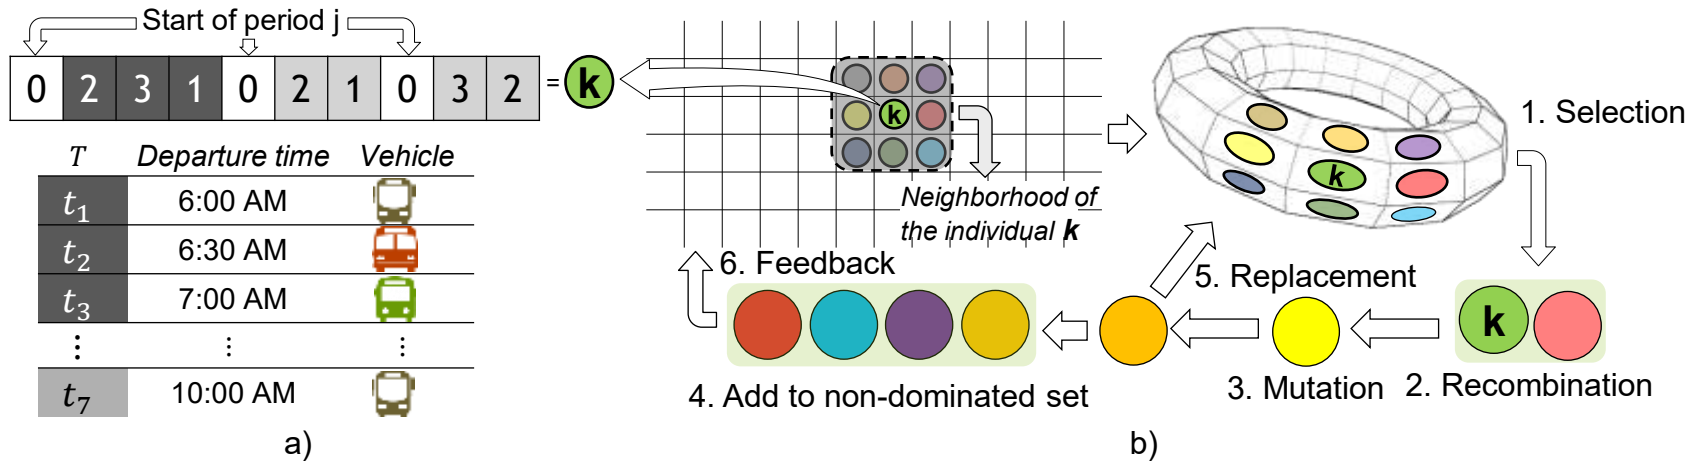 Start of period j
0 2 3 1 0 2 1 0 3 2 = k
T Departure time Vehicle
t1 6:00 AM
t2 6:30 AM
t3 7:00 AM
⋮ ⋮ ⋮
t7 10:00 AM
a)
k
Neighborhood of
the individual k
k
1. Selection
k
2. Recombination
3. Mutation
4. Add to non-dominated set
5. Replacement
6. Feedback
b)